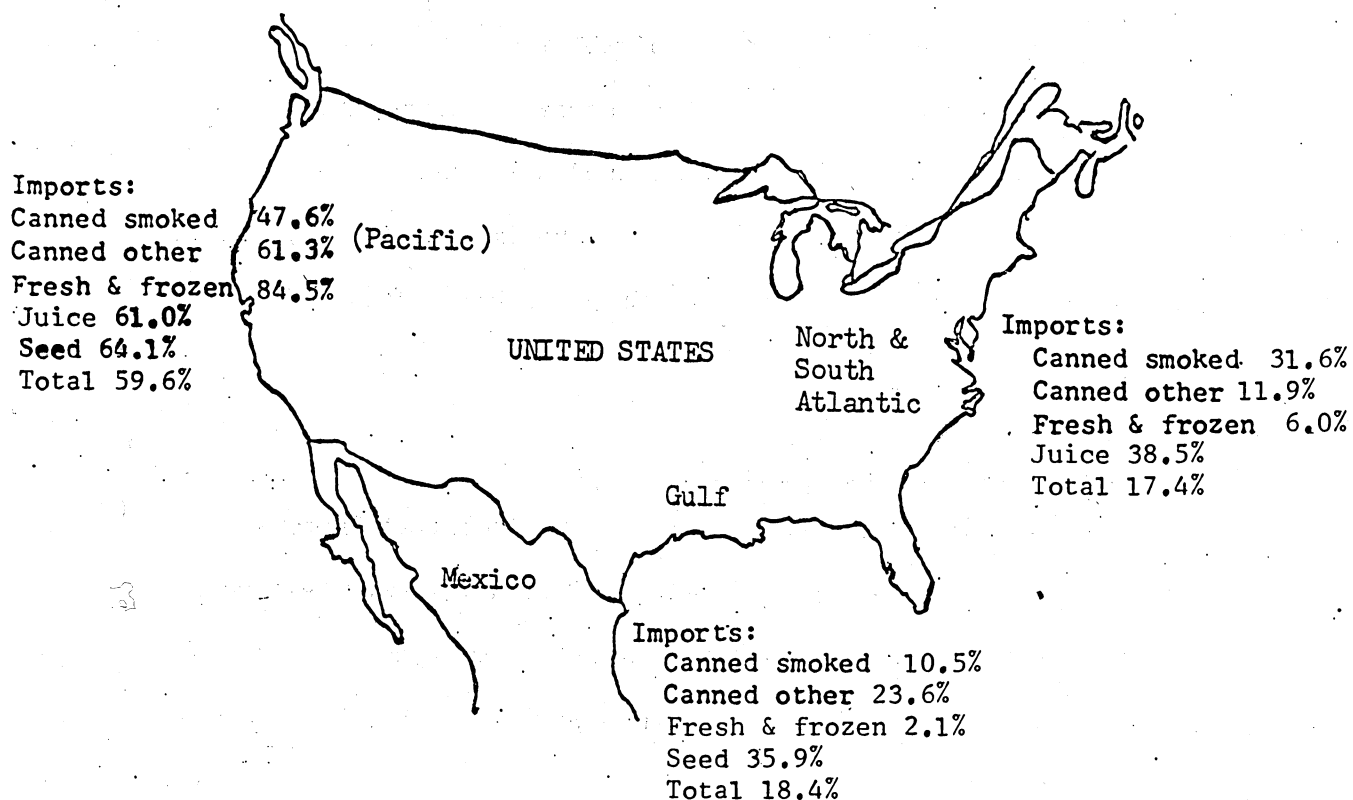 Imports:
Canned smoked 47.6%
Canned other 61.3%
(Pacific)
Fresh & frozen 84.5%
Juice 61.0%
Seed 64.1%
Total 59.6%
UNITED STATES
North &
South
Atlantic
Imports:
Canned smoked 31.6%
Canned other 11.9%
Fresh & frozen 6.0%
Juice 38.5%
Total 17.4%
Gulf
Mexico
Imports:
Canned smoked 10.5%
Canned other 23.6%
Fresh & frozen 2.1%
Seed 35.9%
Total 18.4%